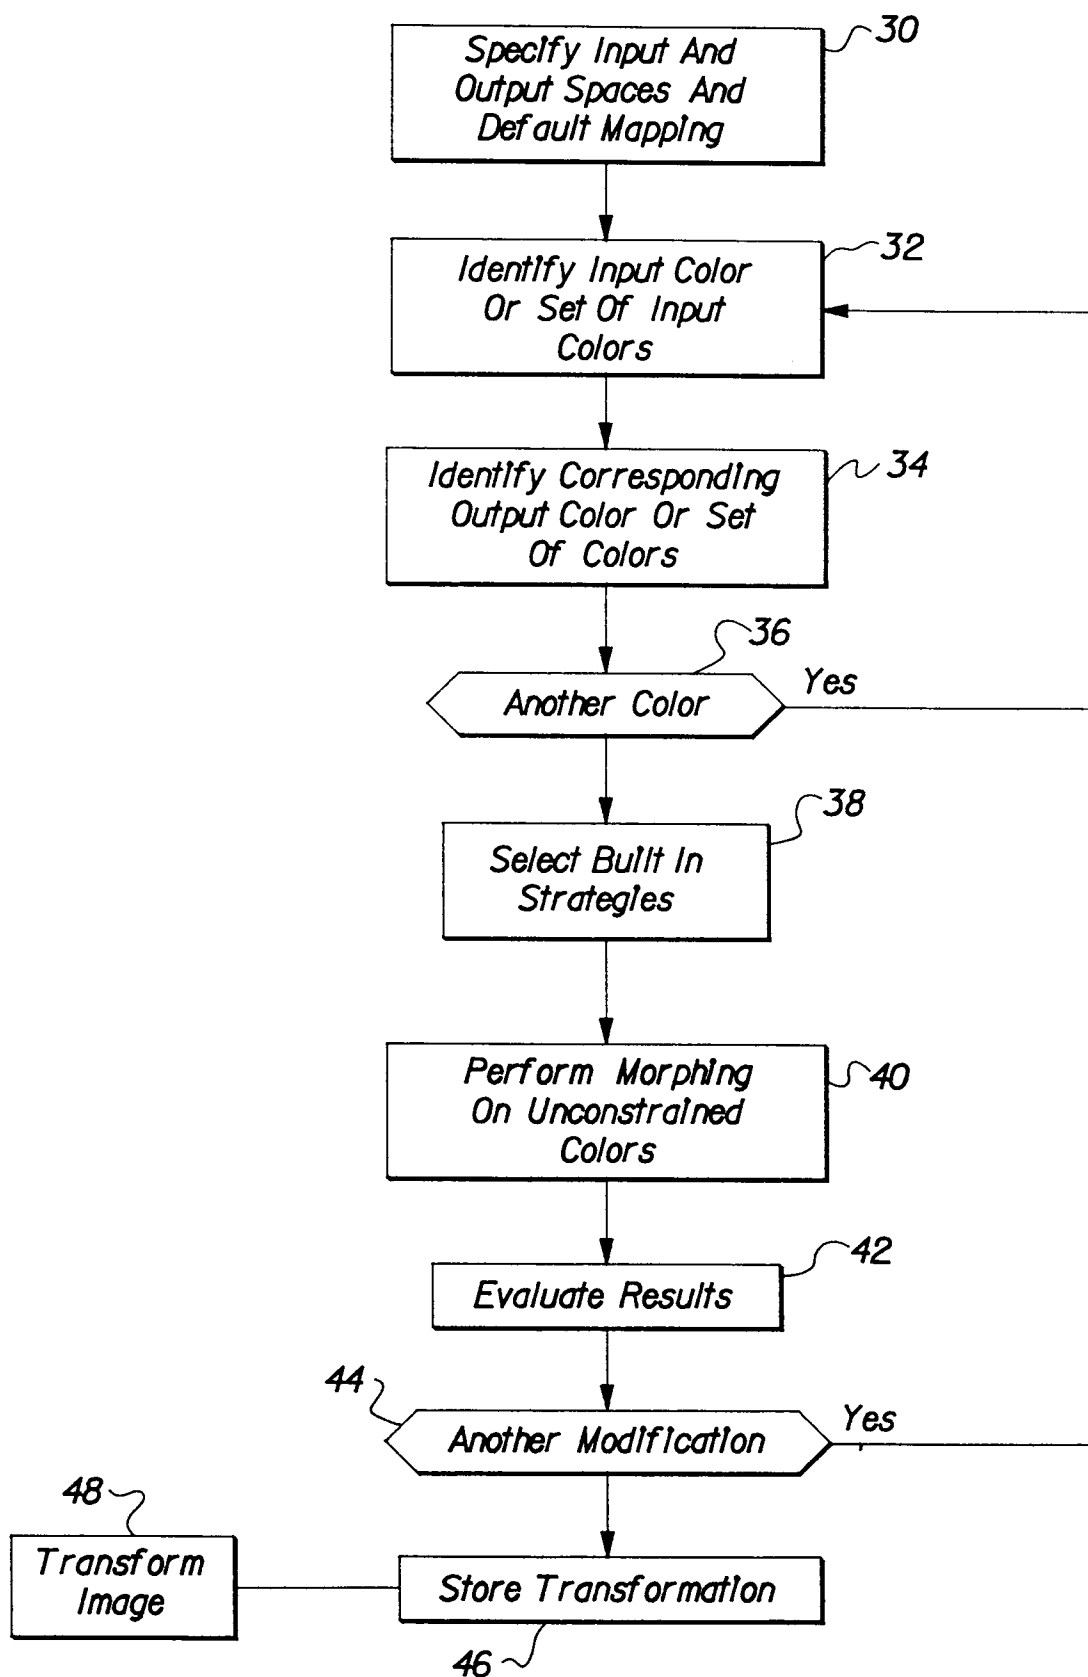 30
Specify Input And
Output Spaces And
Default Mapping
32
Identify Input Color
Or Set Of Input
Colors
34
Identify Corresponding
Output Color Or Set
Of Colors
36
Another Color
Yes
38
Select Built In
Strategies
40
Perform Morphing
On Unconstrained
Colors
42
Evaluate Results
44
Another Modification
Yes
48
Transform
Image
Store Transformation
46